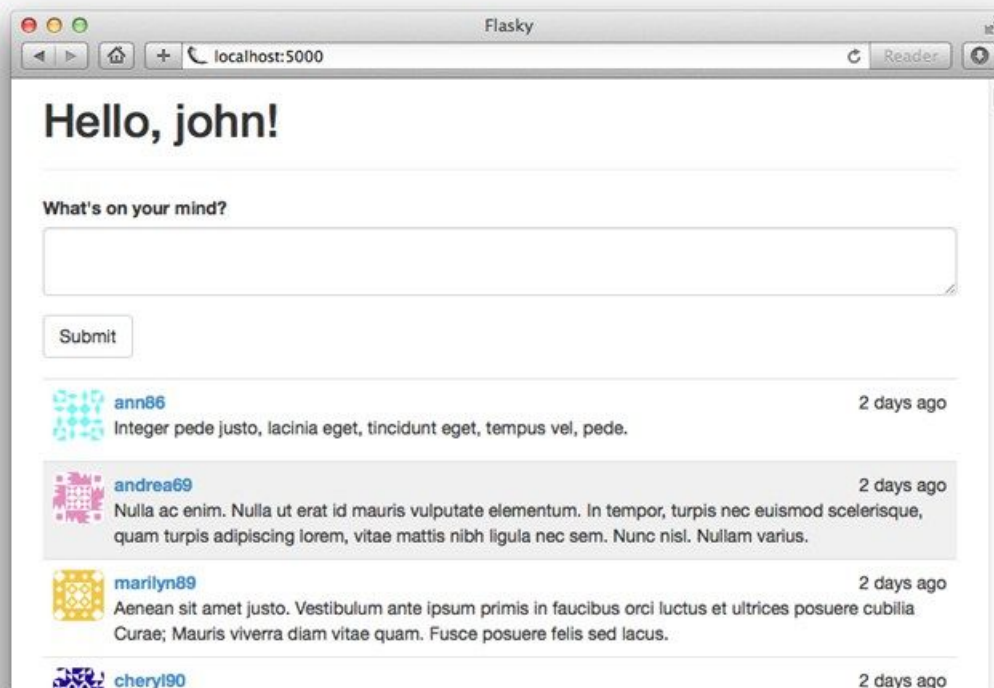 Flasky
localhost:5000
Reader
Hello, john!
What's on your mind?
Submit
ann86 2 days ago
Integer pede justo, lacinia eget, tincidunt eget, tempus vel, pede.
andrea69 2 days ago
Nulla ac enim. Nulla ut erat id mauris vulputate elementum. In tempor, turpis nec euismod scelerisque,
quam turpis adipiscing lorem, vitae mattis nibh ligula nec sem. Nunc nisl. Nullam varius.
marilyn89 2 days ago
Aenean sit amet justo. Vestibulum ante ipsum primis in faucibus orci luctus et ultrices posuere cubilia
Curae; Mauris viverra diam vitae quam. Fusce posuere felis sed lacus.
cheryl90 2 days ago